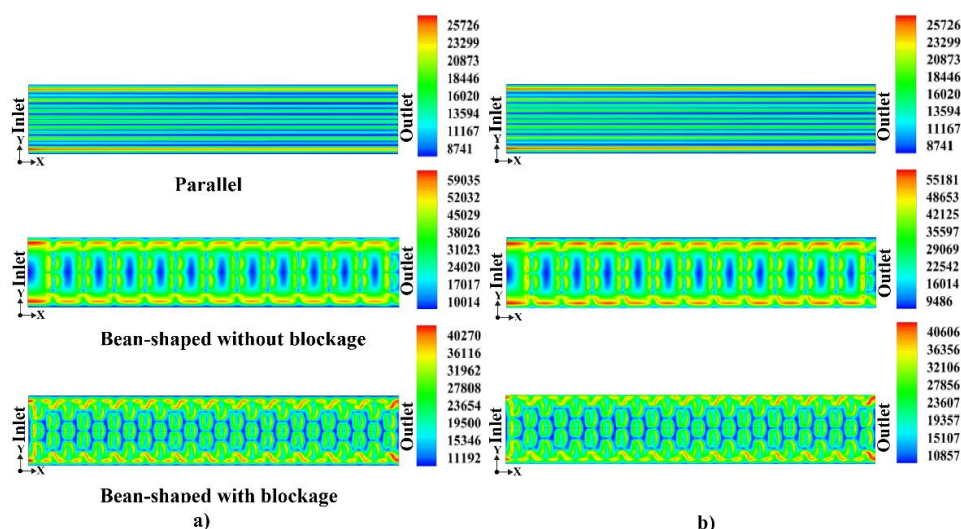 25726
23299
20873
18446
16020
13594
11167
8741
Inlet
Y
X
Outlet
25726
23299
20873
18446
16020
13594
11167
8741
Inlet
Y
X
Outlet
Parallel
59035
52032
45029
38026
31023
24020
17017
10014
Inlet
Y
X
Outlet
55181
48653
42125
35597
29069
22542
16014
9486
Inlet
Y
X
Outlet
Bean-shaped without blockage
40270
36116
31962
27808
23654
19500
15346
11192
Inlet
Y
X
Outlet
40606
36356
32106
27856
23607
19357
15107
10857
Inlet
Y
X
Outlet
Bean-shaped with blockage
a)
b)